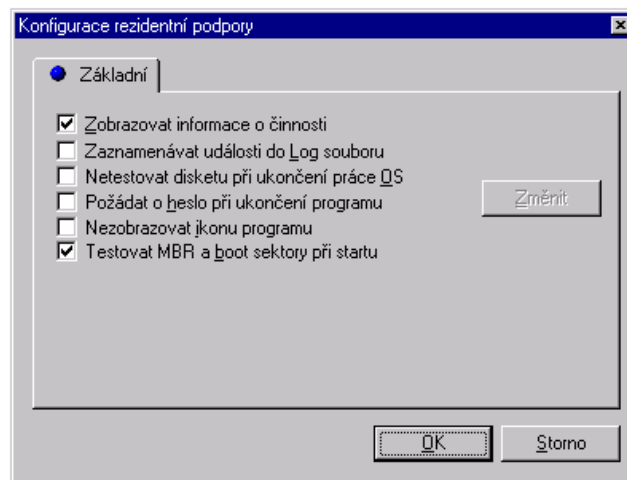 Konfigurace rezidentní podpory
Základní
Zobrazovat informace o činnosti
Zaznamenávat události do Log souboru
Netestovat disketu při ukončení práce OS
Požádat o heslo při ukončení programu
Změnit
Nezobrazovat ikonu programu
Testovat MBR a boot sektory při startu
OK
Storno